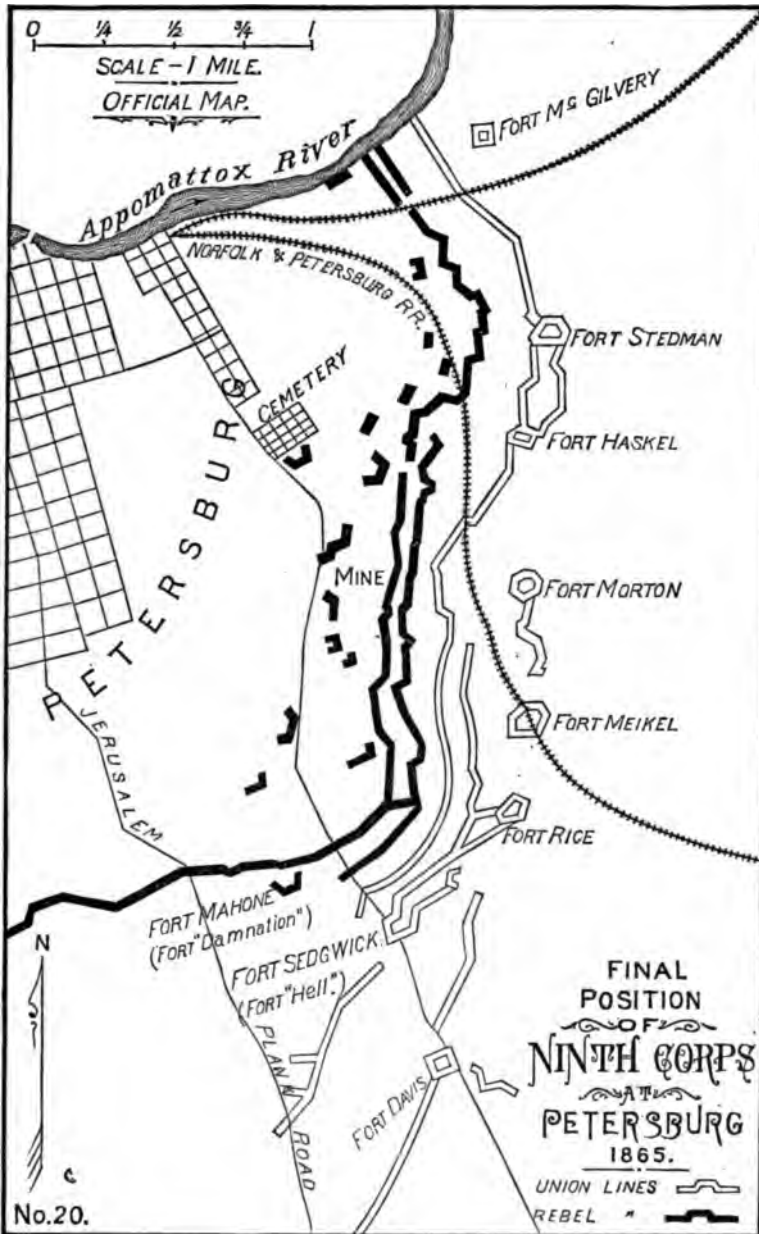 0 1/4 1/2 3/4 1
SCALE - 1 MILE.
OFFICIAL MAP.
FORT Mc GILVERY
Appomattox River
NORFOLK & PETERSBURG R.R.
FORT STEDMAN
CEMETERY
FORT HASKEL
PETERSBURG
MINE
FORT MORTON
FORT MEIKEL
JERUSALEM
FORT RICE
FORT MAHONE
(FORT "Damnation")
FORT SEDGWICK.
(FORT "Hell".)
PLANK
ROAD
FORT DAVIS
N
FINAL
POSITION
OF
NINTH CORPS
AT
PETERSBURG
1865.
UNION LINES
REBEL "
No.20.